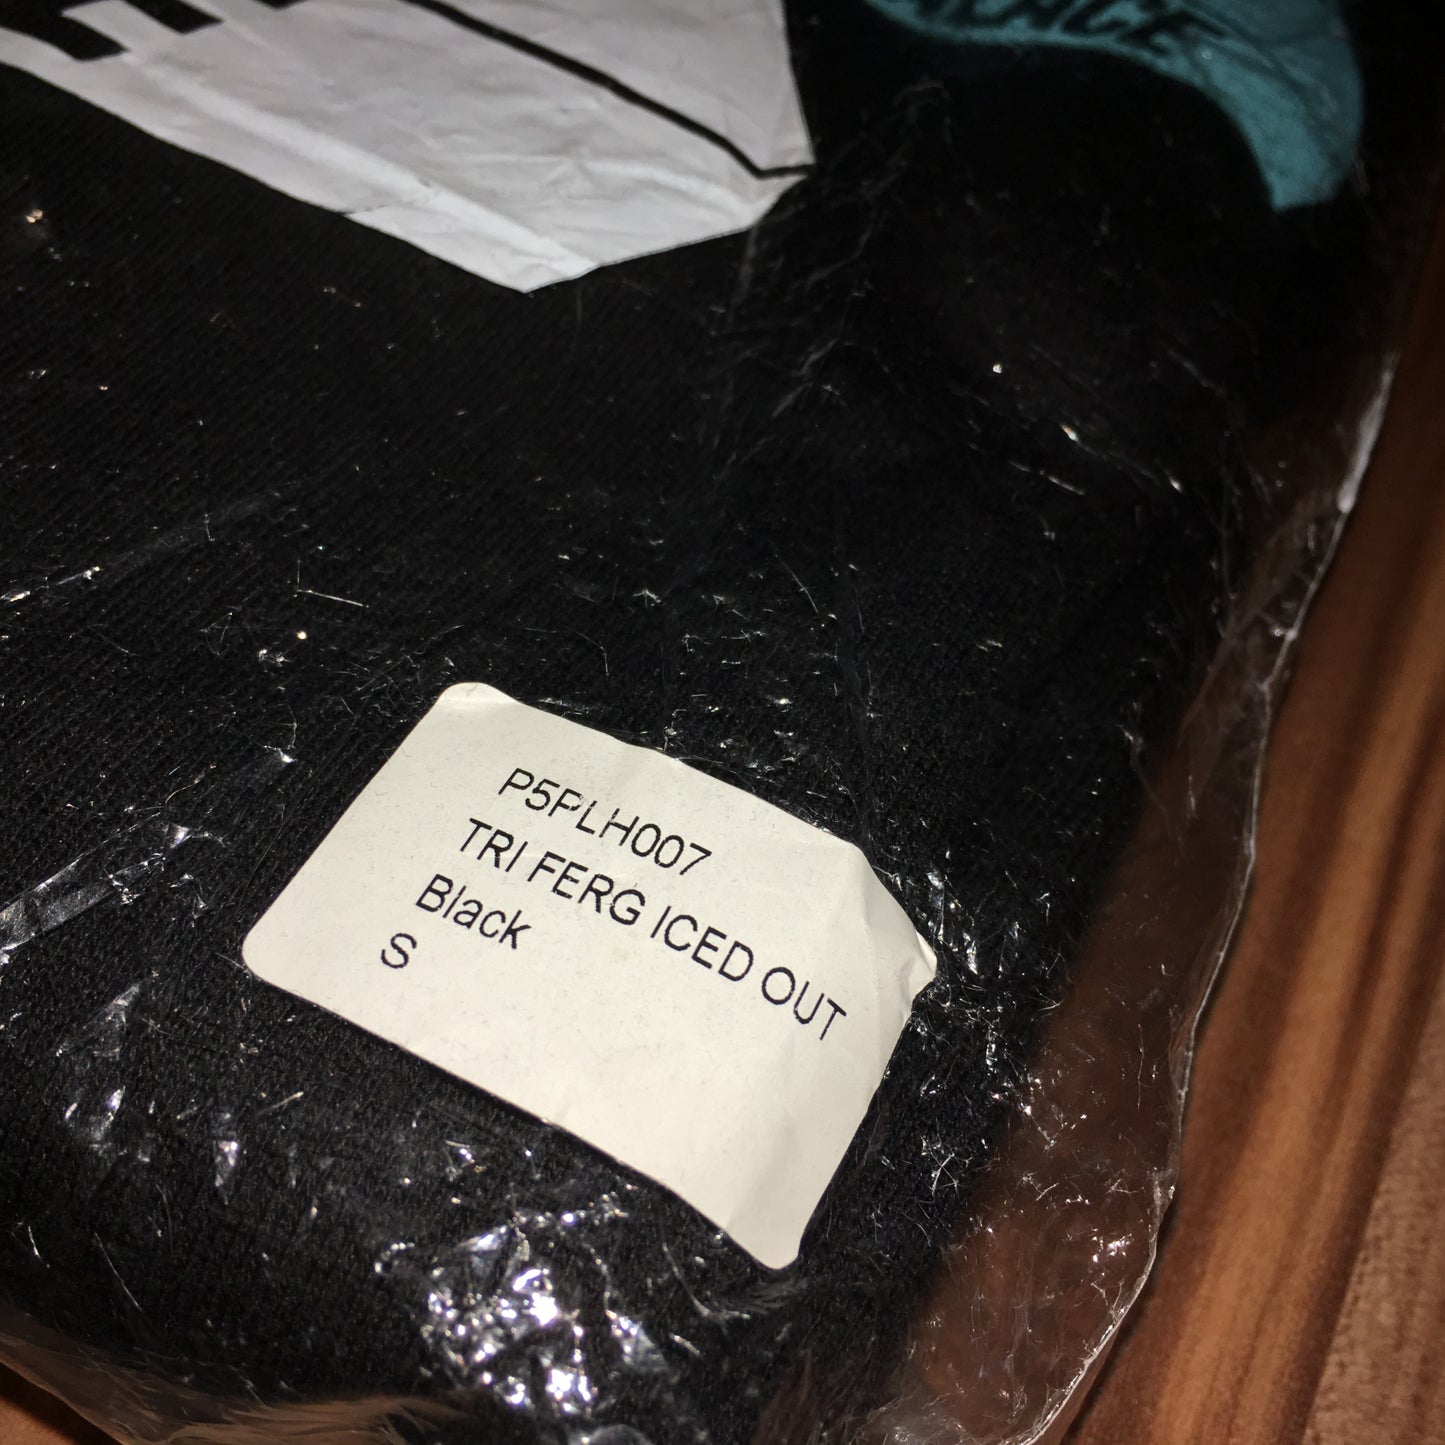 P5PLH007
TRI FERG ICED OUT
Black
S